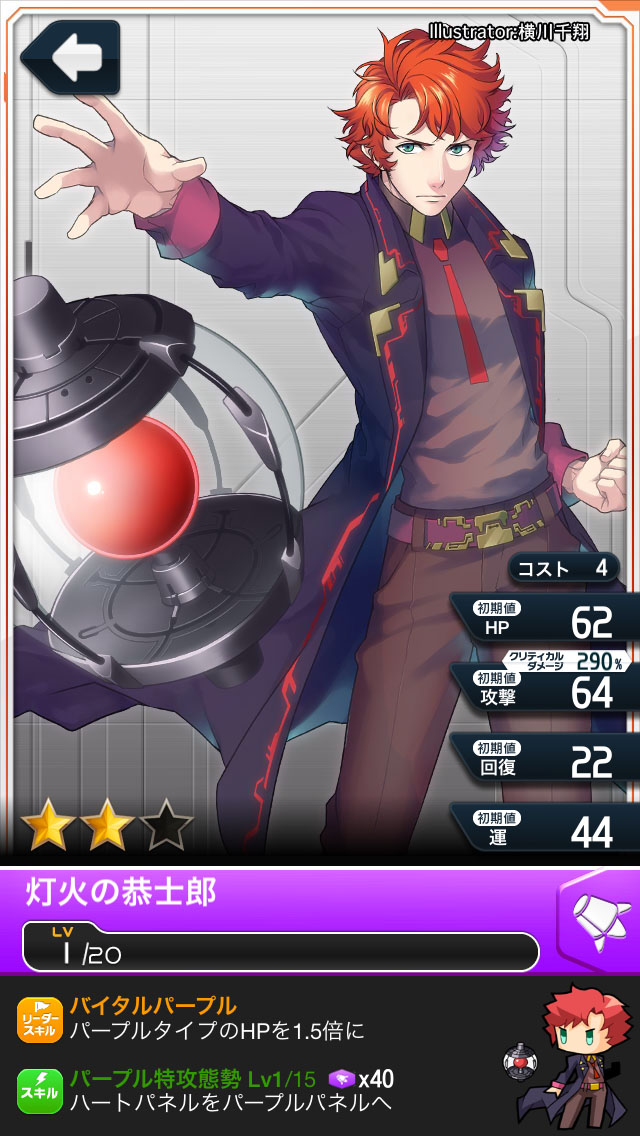 Illustrator:横川千翔
コスト 4
初期値
HP 62
クリティカル
ダメージ 290%
初期値
攻撃 64
初期値
回復 22
初期値
運 44
灯火の恭士郎
LV
1/20
リーダー
スキル
バイタルパープル
パープルタイプのHPを1.5倍に
スキル
パープル特攻態勢 Lv1/15 x40
ハートパネルをパープルパネルへ